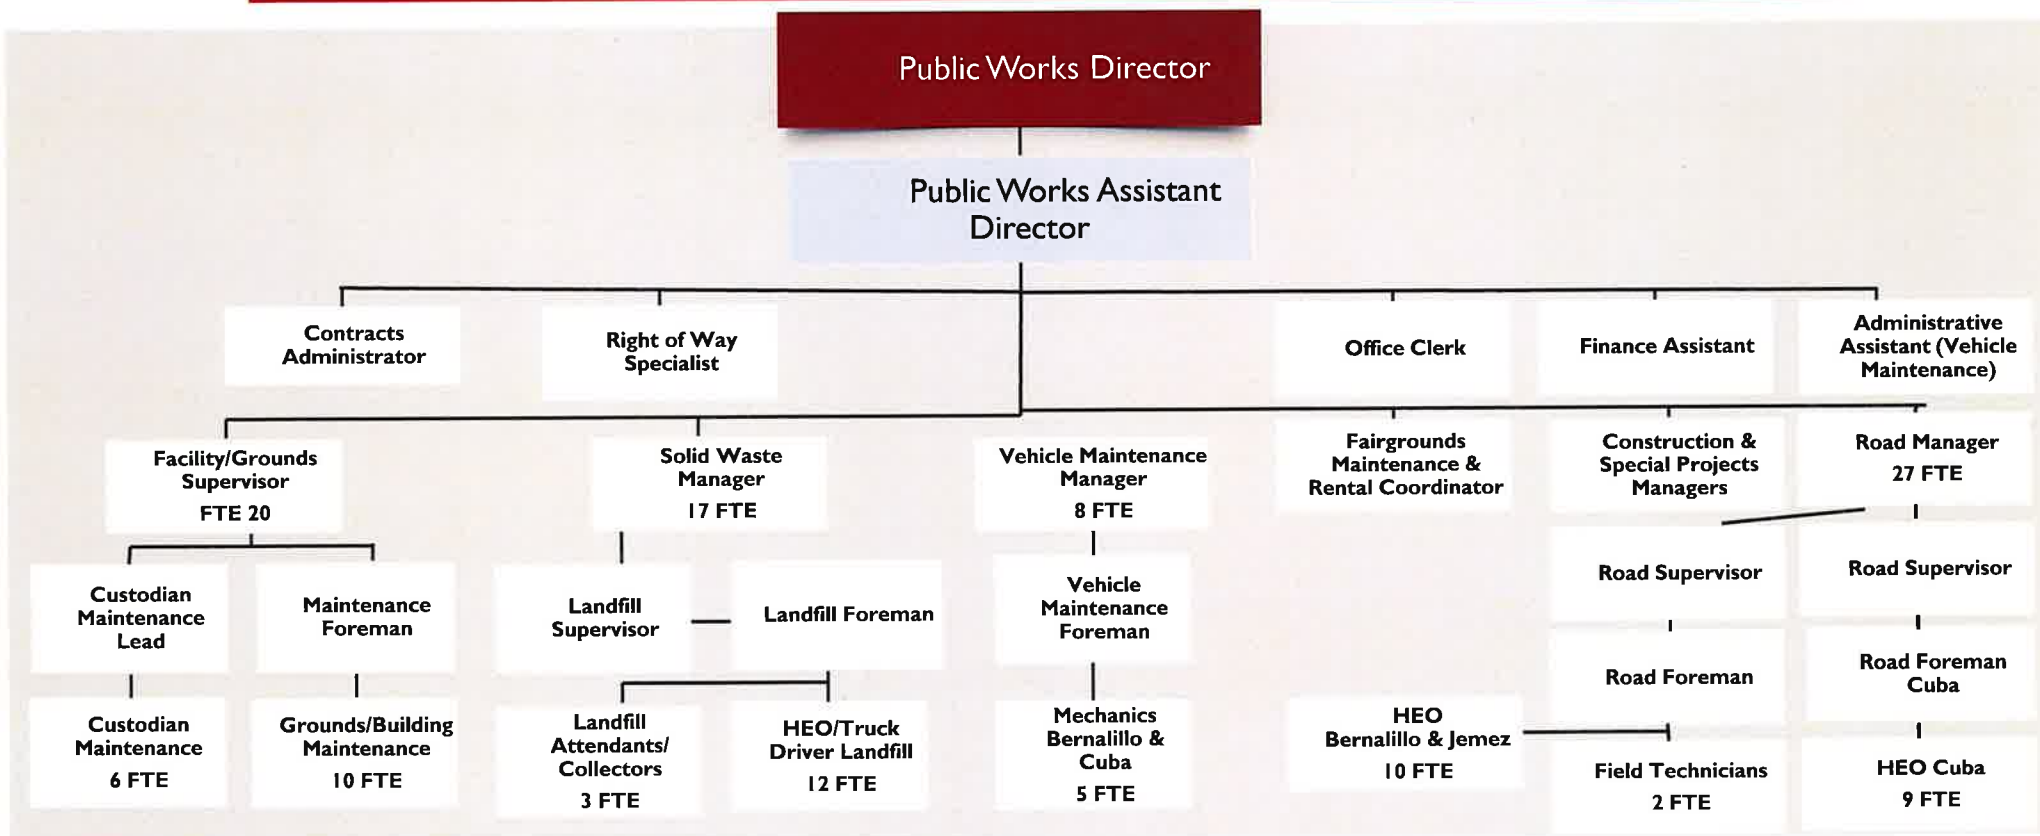 Public Works Director
Public Works Assistant
Director
Contracts
Administrator
Right of Way
Specialist
Office Clerk
Finance Assistant
Administrative
Assistant (Vehicle
Maintenance)
Facility/Grounds
Supervisor
FTE 20
Solid Waste
Manager
17 FTE
Vehicle Maintenance
Manager
8 FTE
Fairgrounds
Maintenance &
Rental Coordinator
Construction &
Special Projects
Managers
Road Manager
27 FTE
Custodian
Maintenance
Lead
Maintenance
Foreman
Landfill
Supervisor
Landfill Foreman
Vehicle
Maintenance
Foreman
Road Supervisor
Road Supervisor
Road Foreman
Road Foreman
Cuba
Custodian
Maintenance
6 FTE
Grounds/Building
Maintenance
10 FTE
Landfill
Attendants/
Collectors
3 FTE
HEO/Truck
Driver Landfill
12 FTE
Mechanics
Bernalillo &
Cuba
5 FTE
HEO
Bernalillo & Jemez
10 FTE
Field Technicians
2 FTE
HEO Cuba
9 FTE